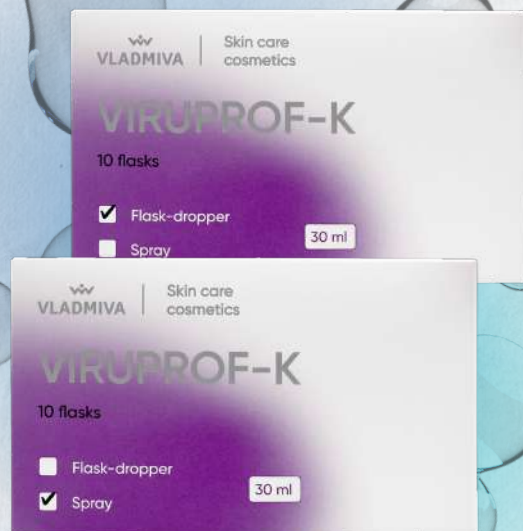 VLADMIVA
Skin care
cosmetics
VIRUPROF-K
10 flasks
Flask-dropper
Spray
30 ml
VLADMIVA
Skin care
cosmetics
VIRUPROF-K
10 flasks
Flask-dropper
Spray
30 ml